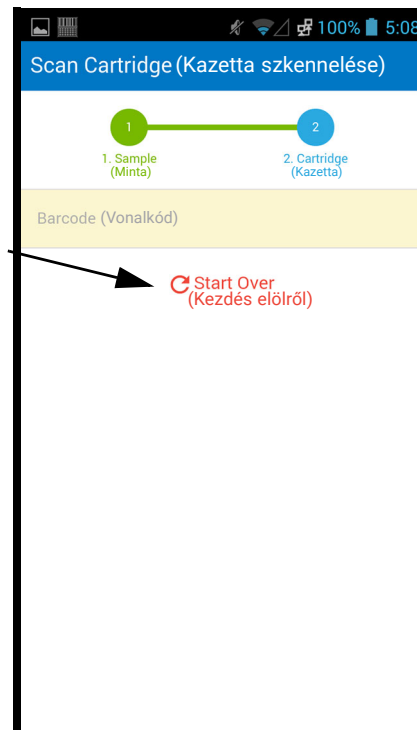 100% 5:08
Scan Cartridge (Kazetta szkennelése)
1 2
1. Sample 2. Cartridge
(Minta) (Kazetta)
Barcode (Vonalkód)
Start Over
(Kezdés elölről)